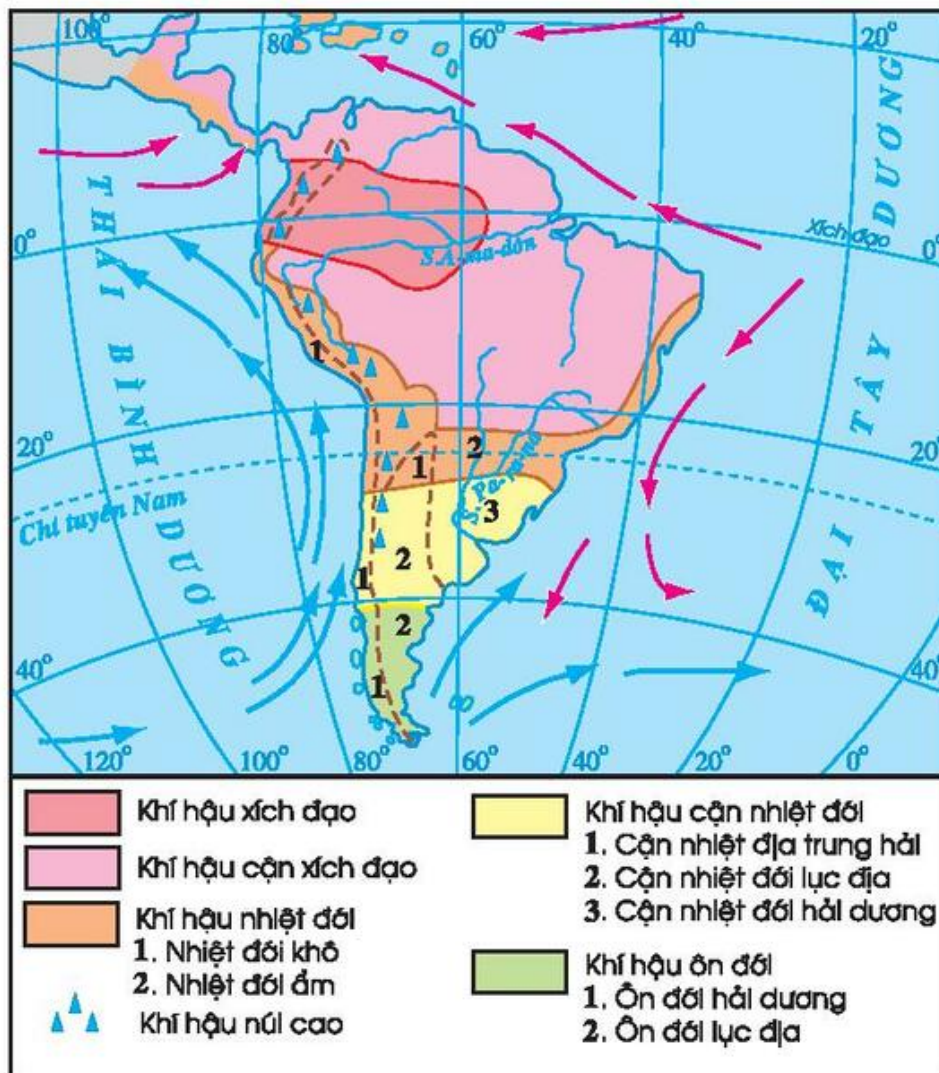 100° 80° 60° 40° 20°
THÁI BÌNH DƯƠNG
ĐẠI TÂY DƯƠNG
Xích đạo
0° 0°
S.A-ma-dôn
1
20° 1 2 20°
S. Pa-ra-na
Chí tuyến Nam
3
1 2
2
1
40° 40°
120° 100° 80° 60° 40° 20° 0°
Khí hậu xích đạo
Khí hậu cận xích đạo
Khí hậu nhiệt đới
1. Nhiệt đới khô
2. Nhiệt đới ẩm
Khí hậu núi cao
Khí hậu cận nhiệt đới
1. Cận nhiệt địa trung hải
2. Cận nhiệt đới lục địa
3. Cận nhiệt đới hải dương
Khí hậu ôn đới
1. Ôn đới hải dương
2. Ôn đới lục địa